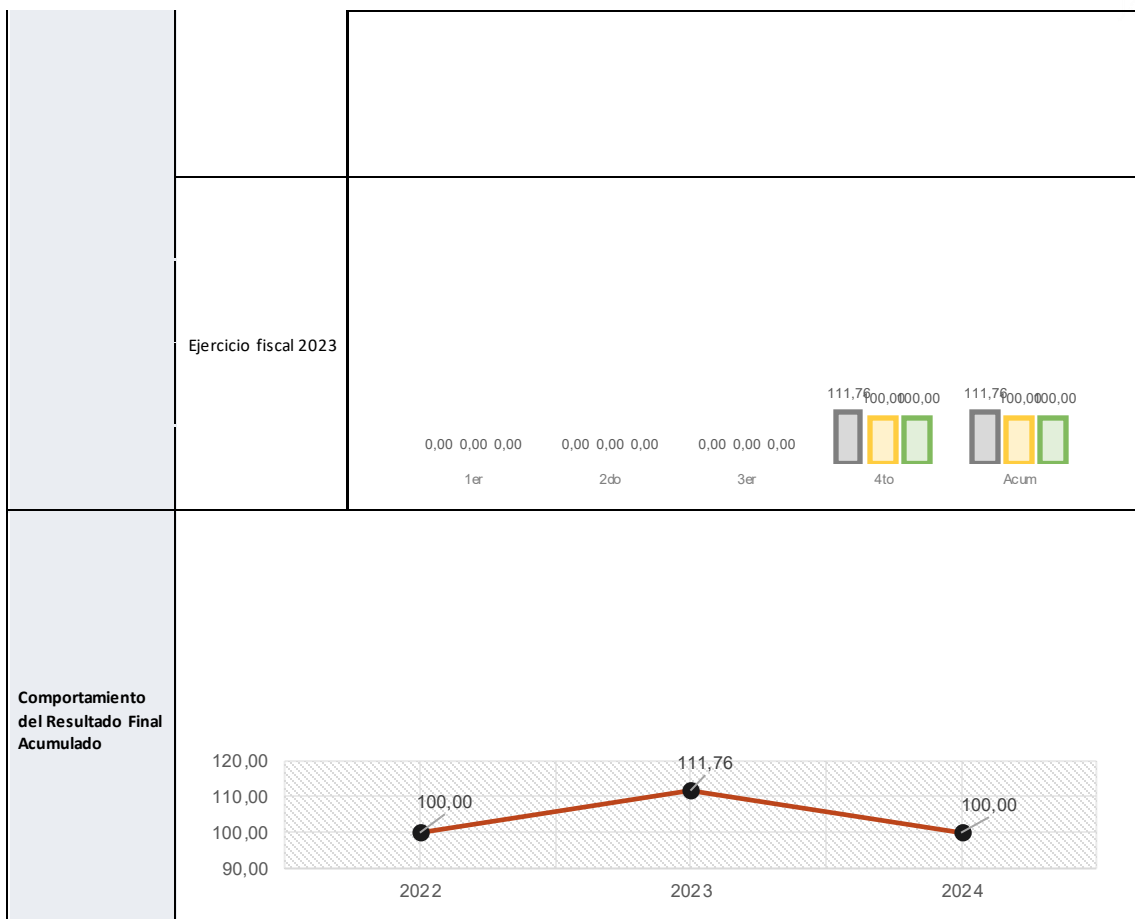 Ejercicio fiscal 2023
111,76 100,00 100,00 111,76 100,00 100,00
0,00 0,00 0,00 0,00 0,00 0,00 0,00 0,00 0,00
1er 2do 3er 4to Acum
Comportamiento
del Resultado Final
Acumulado
120,00
110,00
100,00
90,00
100,00
111,76
100,00
2022 2023 2024